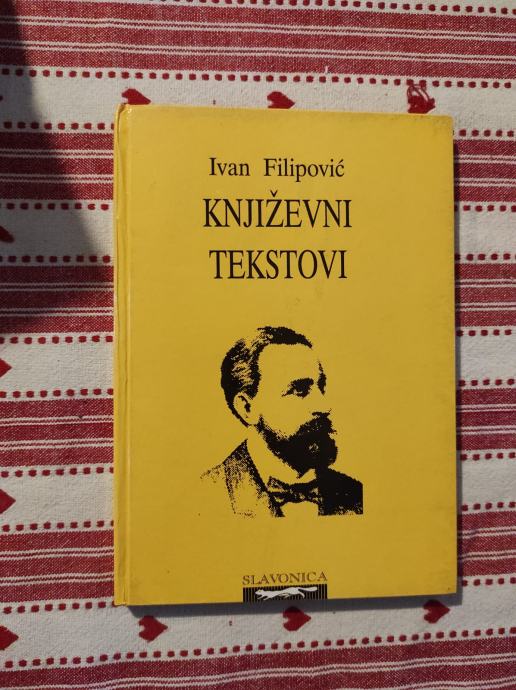 Ivan Filipović
KNJIŽEVNI
TEKSTOVI
SLAVONICA